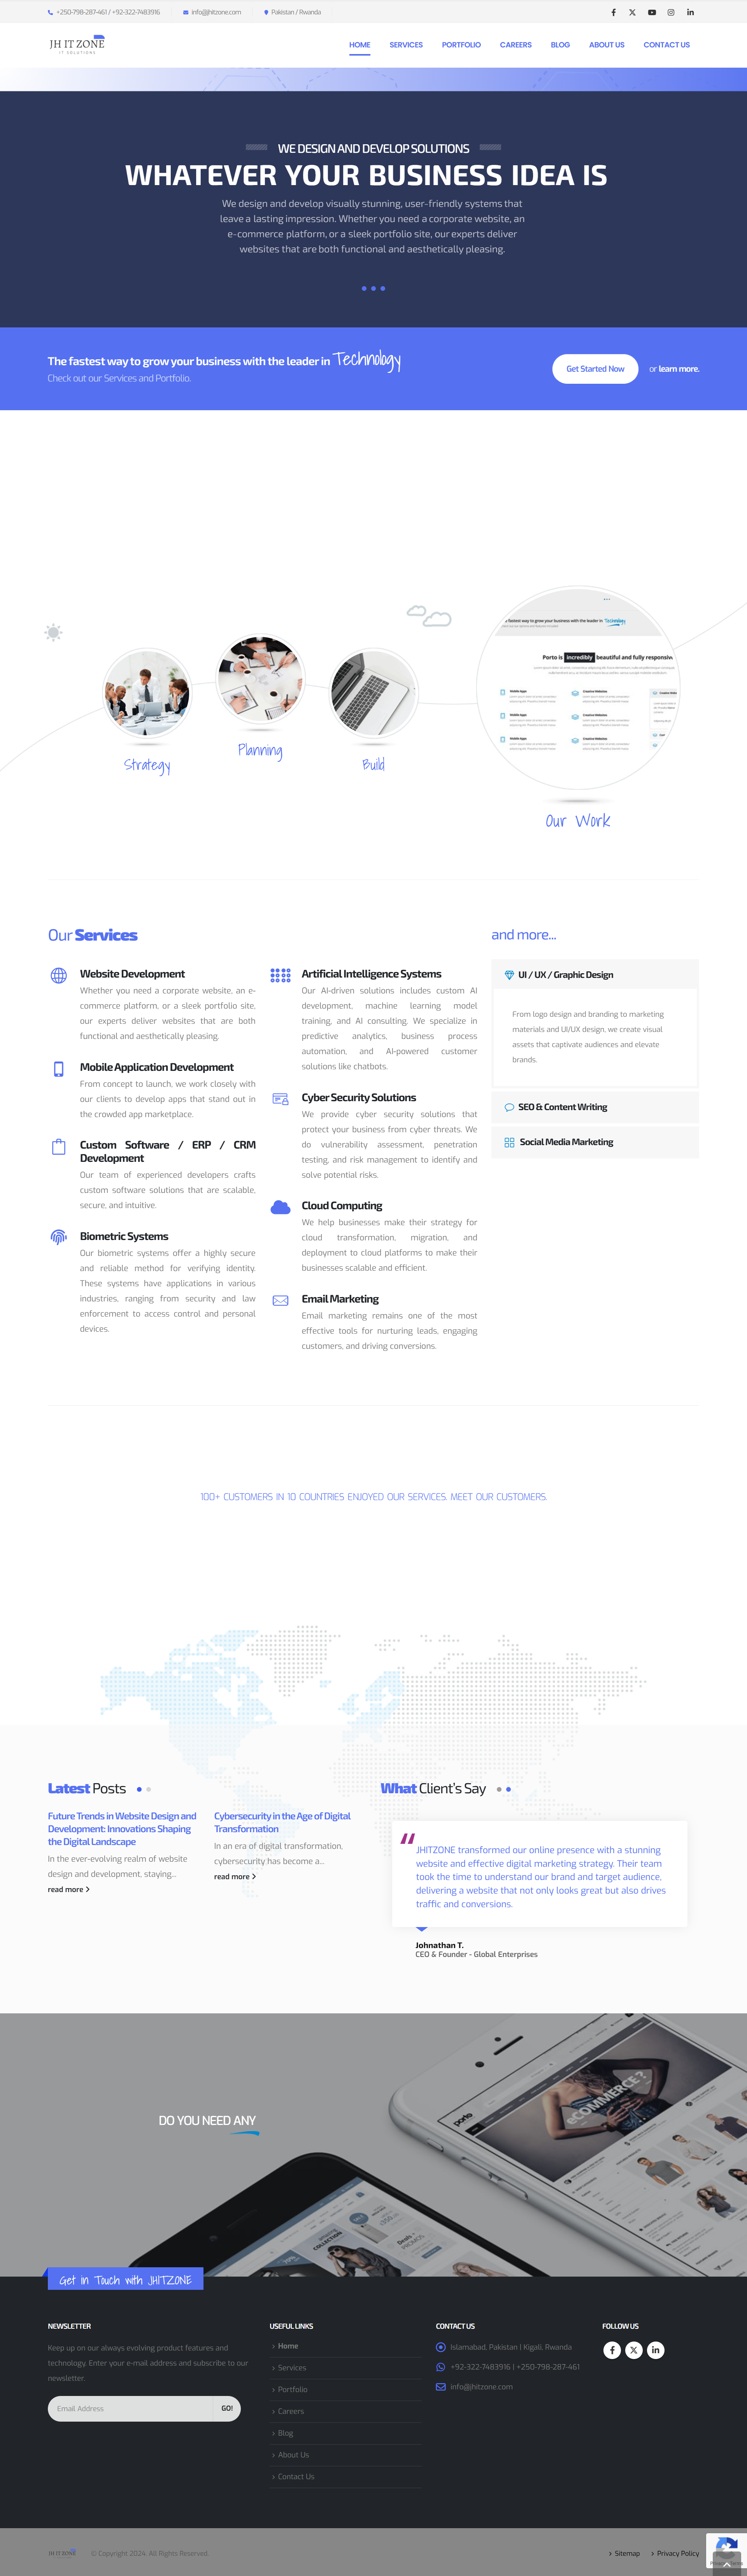 +250-798-287-461 / +92-322-7483916 info@jhitzone.com Pakistan / Rwanda
JH IT ZONE
IT SOLUTIONS
HOME SERVICES PORTFOLIO CAREERS BLOG ABOUT US CONTACT US
WE DESIGN AND DEVELOP SOLUTIONS
WHATEVER YOUR BUSINESS IDEA IS
We design and develop visually stunning, user-friendly systems that
leave a lasting impression. Whether you need a corporate website, an
e-commerce platform, or a sleek portfolio site, our experts deliver
websites that are both functional and aesthetically pleasing.
The fastest way to grow your business with the leader in Technology
Check out our Services and Portfolio.
Get Started Now
or learn more.
fastest way to grow your business with the leader in Technology
Porto is incredibly beautiful and fully responsive
Strategy
Planning
Build
Our Work
Our Services
Website Development
Whether you need a corporate website, an e-
commerce platform, or a sleek portfolio site,
our experts deliver websites that are both
functional and aesthetically pleasing.
Mobile Application Development
From concept to launch, we work closely with
our clients to develop apps that stand out in
the crowded app marketplace.
Custom Software / ERP / CRM
Development
Our team of experienced developers crafts
custom software solutions that are scalable,
secure, and intuitive.
Biometric Systems
Our biometric systems offer a highly secure
and reliable method for verifying identity.
These systems have applications in various
industries, ranging from security and law
enforcement to access control and personal
devices.
Artificial Intelligence Systems
Our AI-driven solutions includes custom AI
development, machine learning model
training, and AI consulting. We specialize in
predictive analytics, business process
automation, and AI-powered customer
solutions like chatbots.
Cyber Security Solutions
We provide cyber security solutions that
protect your business from cyber threats. We
do vulnerability assessment, penetration
testing, and risk management to identify and
solve potential risks.
Cloud Computing
We help businesses make their strategy for
cloud transformation, migration, and
deployment to cloud platforms to make their
businesses scalable and efficient.
Email Marketing
Email marketing remains one of the most
effective tools for nurturing leads, engaging
customers, and driving conversions.
and more...
UI / UX / Graphic Design
From logo design and branding to marketing
materials and UI/UX design, we create visual
assets that captivate audiences and elevate
brands.
SEO & Content Writing
Social Media Marketing
100+ CUSTOMERS IN 10 COUNTRIES ENJOYED OUR SERVICES. MEET OUR CUSTOMERS.
Latest Posts
Future Trends in Website Design and
Development: Innovations Shaping
the Digital Landscape
In the ever-evolving realm of website
design and development, staying...
read more
Cybersecurity in the Age of Digital
Transformation
In an era of digital transformation,
cybersecurity has become a...
read more
What Client's Say
JHITZONE transformed our online presence with a stunning
website and effective digital marketing strategy. Their team
took the time to understand our brand and target audience,
delivering a website that not only looks great but also drives
traffic and conversions.
Johnathan T.
CEO & Founder - Global Enterprises
DO YOU NEED ANY
eCOMMERCE ?
COLLECTION
Deals
PROMOS
Get in Touch with JHITZONE
NEWSLETTER
Keep up on our always evolving product features and
technology. Enter your e-mail address and subscribe to our
newsletter.
Email Address GO!
USEFUL LINKS
Home
Services
Portfolio
Careers
Blog
About Us
Contact Us
CONTACT US
Islamabad, Pakistan | Kigali, Rwanda
+92-322-7483916 | +250-798-287-461
info@jhitzone.com
FOLLOW US
JH IT ZONE
© Copyright 2024. All Rights Reserved.
Sitemap Privacy Policy